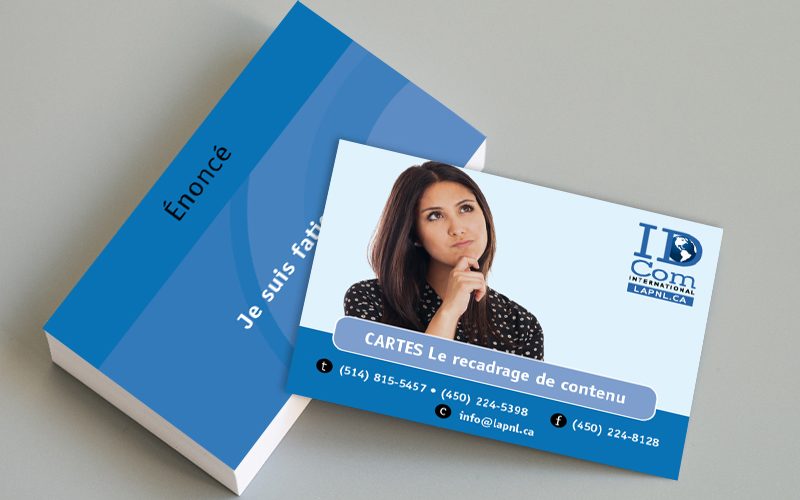 Énoncé
Je suis
ID
Com
INTERNATIONAL
LAPNL.CA
CARTES Le recadrage de contenu
t (514) 815-5457 • (450) 224-5398
f (450) 224-8128
c info@lapnl.ca